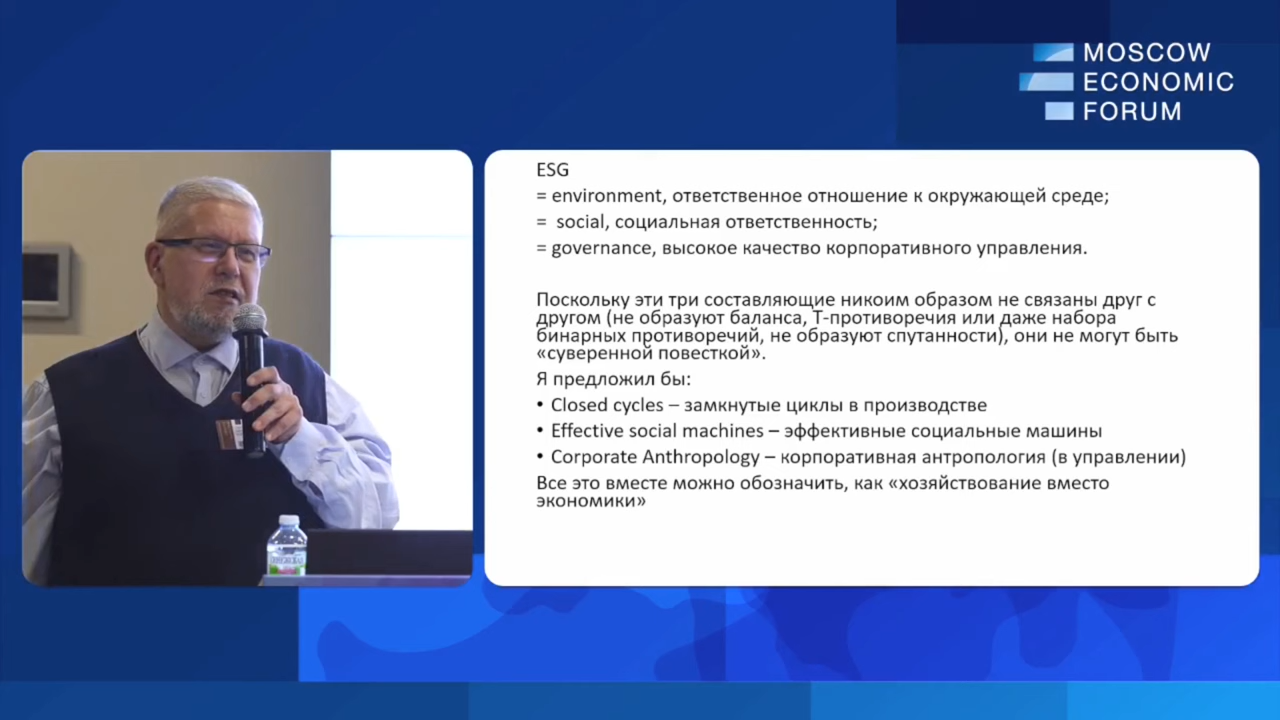 MOSCOW
ECONOMIC
FORUM
ESG
= environment, ответственное отношение к окружающей среде;
= social, социальная ответственность;
= governance, высокое качество корпоративного управления.
Поскольку эти три составляющие никоим образом не связаны друг с
другом (не образуют баланса, Т-противоречия или даже набора
бинарных противоречий, не образуют спутанности), они не могут быть
«суверенной повесткой».
Я предложил бы:
• Closed cycles – замкнутые циклы в производстве
• Effective social machines – эффективные социальные машины
• Corporate Anthropology – корпоративная антропология (в управлении)
Все это вместе можно обозначить, как «хозяйствование вместо
экономики»